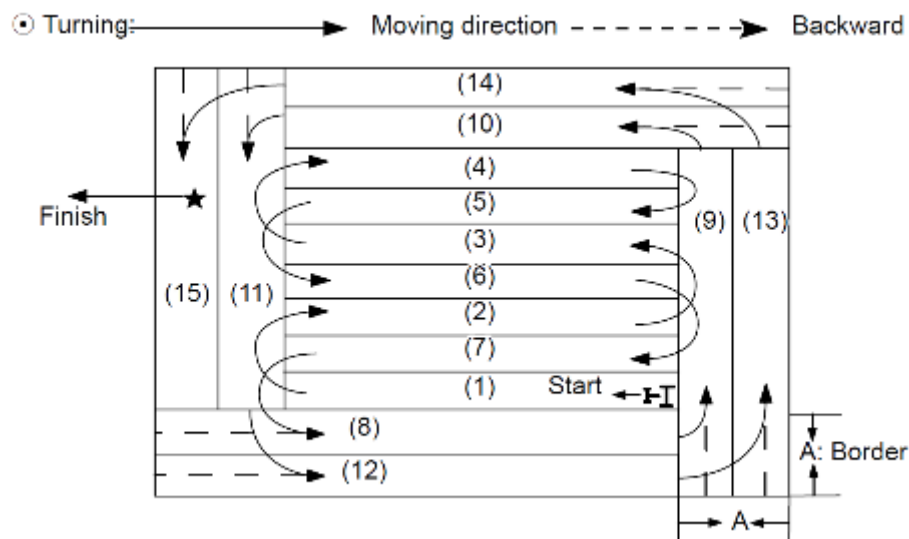 Turning: Moving direction Backward
(14)
(10)
(4)
(5)
Finish
(9) (13)
(3)
(6)
(15) (11)
(2)
(7)
(1) Start
(8)
A: Border
(12)
A